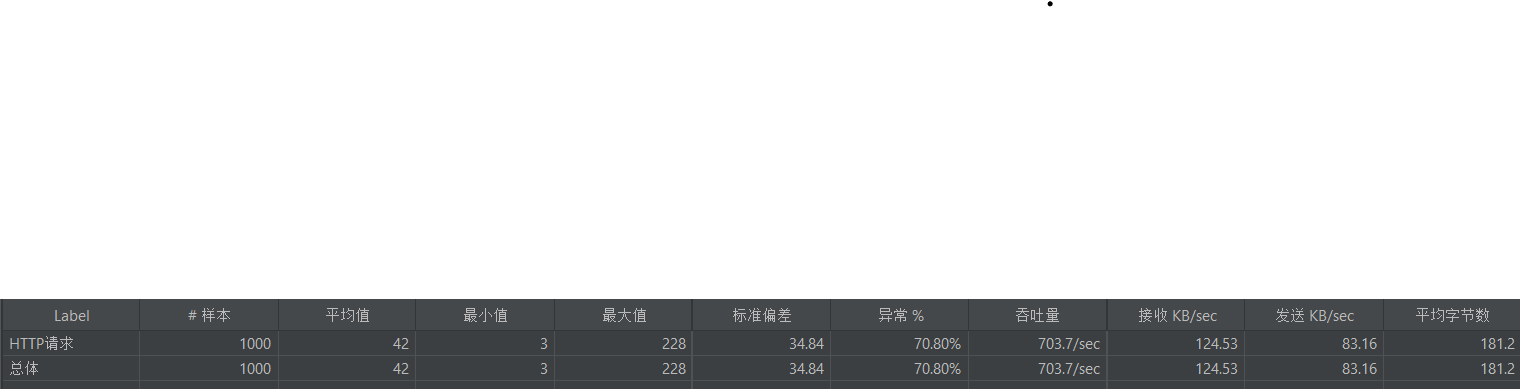 Label # 样本 平均值 最小值 最大值 标准偏差 异常 % 吞吐量 接收 KB/sec 发送 KB/sec 平均字节数
HTTP请求 1000 42 3 228 34.84 70.80% 703.7/sec 124.53 83.16 181.2
总体 1000 42 3 228 34.84 70.80% 703.7/sec 124.53 83.16 181.2